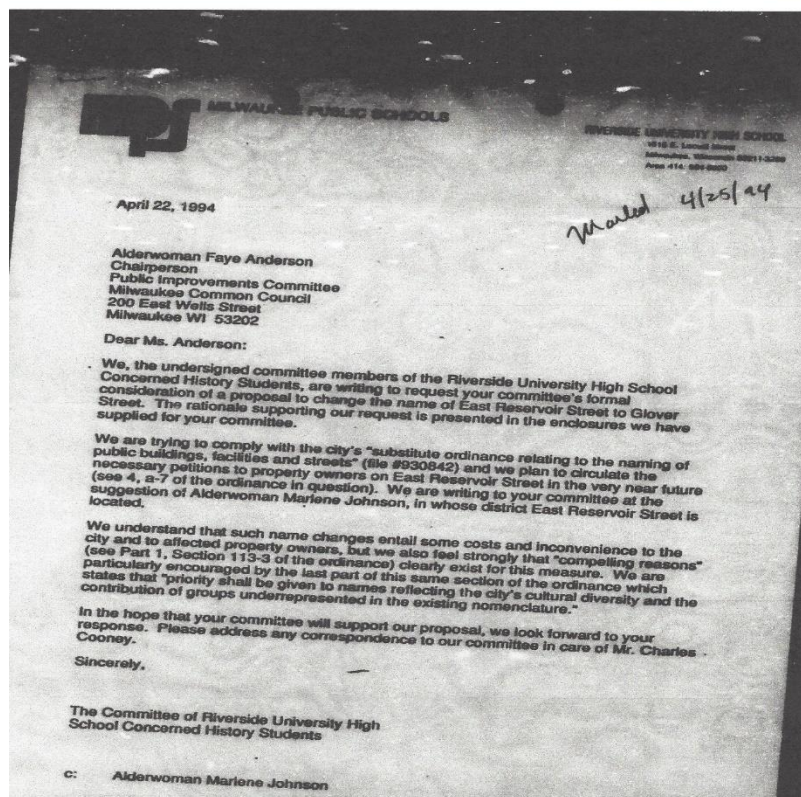 mps MILWAUKEE PUBLIC SCHOOLS
RIVERSIDE UNIVERSITY HIGH SCHOOL
Milwaukee, Wisconsin
Area 414:
April 22, 1994
Mailed 4/25/94
Alderwoman Faye Anderson
Chairperson
Public Improvements Committee
Milwaukee Common Council
200 East Wells Street
Milwaukee WI 53202
Dear Ms. Anderson:
We, the undersigned committee members of the Riverside University High School
Concerned History Students, are writing to request your committee's formal
consideration of a proposal to change the name of East Reservoir Street to Glover
Street. The rationale supporting our request is presented in the enclosures we have
supplied for your committee.
We are trying to comply with the city's "substitute ordinance relating to the naming of
public buildings, facilities and streets" (file #930842) and we plan to circulate the
necessary petitions to property owners on East Reservoir Street in the very near future
(see 4, a-7 of the ordinance in question). We are writing to your committee at the
suggestion of Alderwoman Marlene Johnson, in whose district East Reservoir Street is
located.
We understand that such name changes entail some costs and inconvenience to the
city and to affected property owners, but we also feel strongly that "compelling reasons"
(see Part 1, Section 113-3 of the ordinance) clearly exist for this measure. We are
particularly encouraged by the last part of this same section of the ordinance which
states that "priority shall be given to names reflecting the city's cultural diversity and the
contribution of groups underrepresented in the existing nomenclature."
In the hope that your committee will support our proposal, we look forward to your
response. Please address any correspondence to our committee in care of Mr. Charles
Cooney.
Sincerely,
The Committee of Riverside University High
School Concerned History Students
c: Alderwoman Marlene Johnson